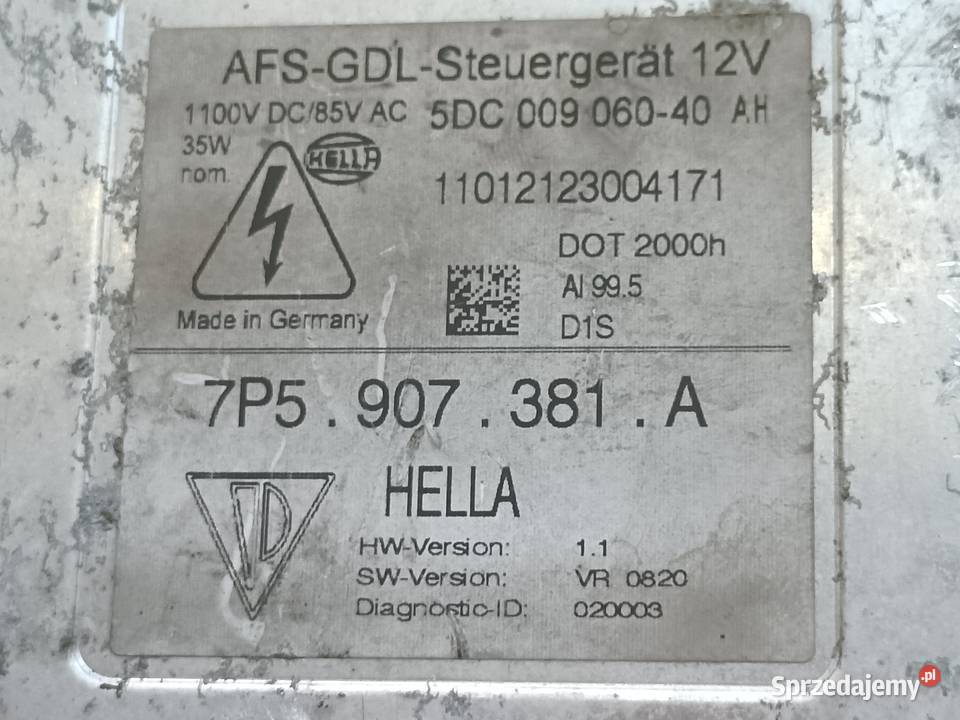 AFS-GDL-Steuergerät 12V
1100V DC/85V AC 5DC 009 060-40 AH
35W
nom.
HELLA
11012123004171
DOT 2000h
Al 99.5
D1S
Made in Germany
7P5.907.381.A
HELLA
HW-Version: 1.1
SW-Version: VR 0820
Diagnostic-ID: 020003
Sprzedajemy.pl